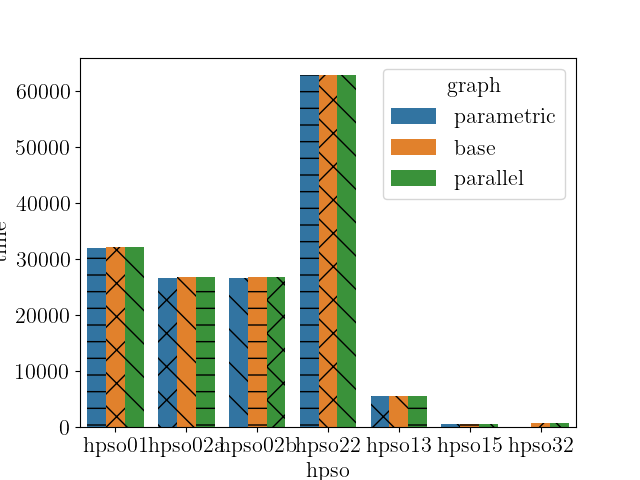 graph
parametric
base
parallel
60000
50000
40000
30000
20000
10000
0
time
hpso01 hpso02a hpso02b hpso22 hpso13 hpso15 hpso32
hpso